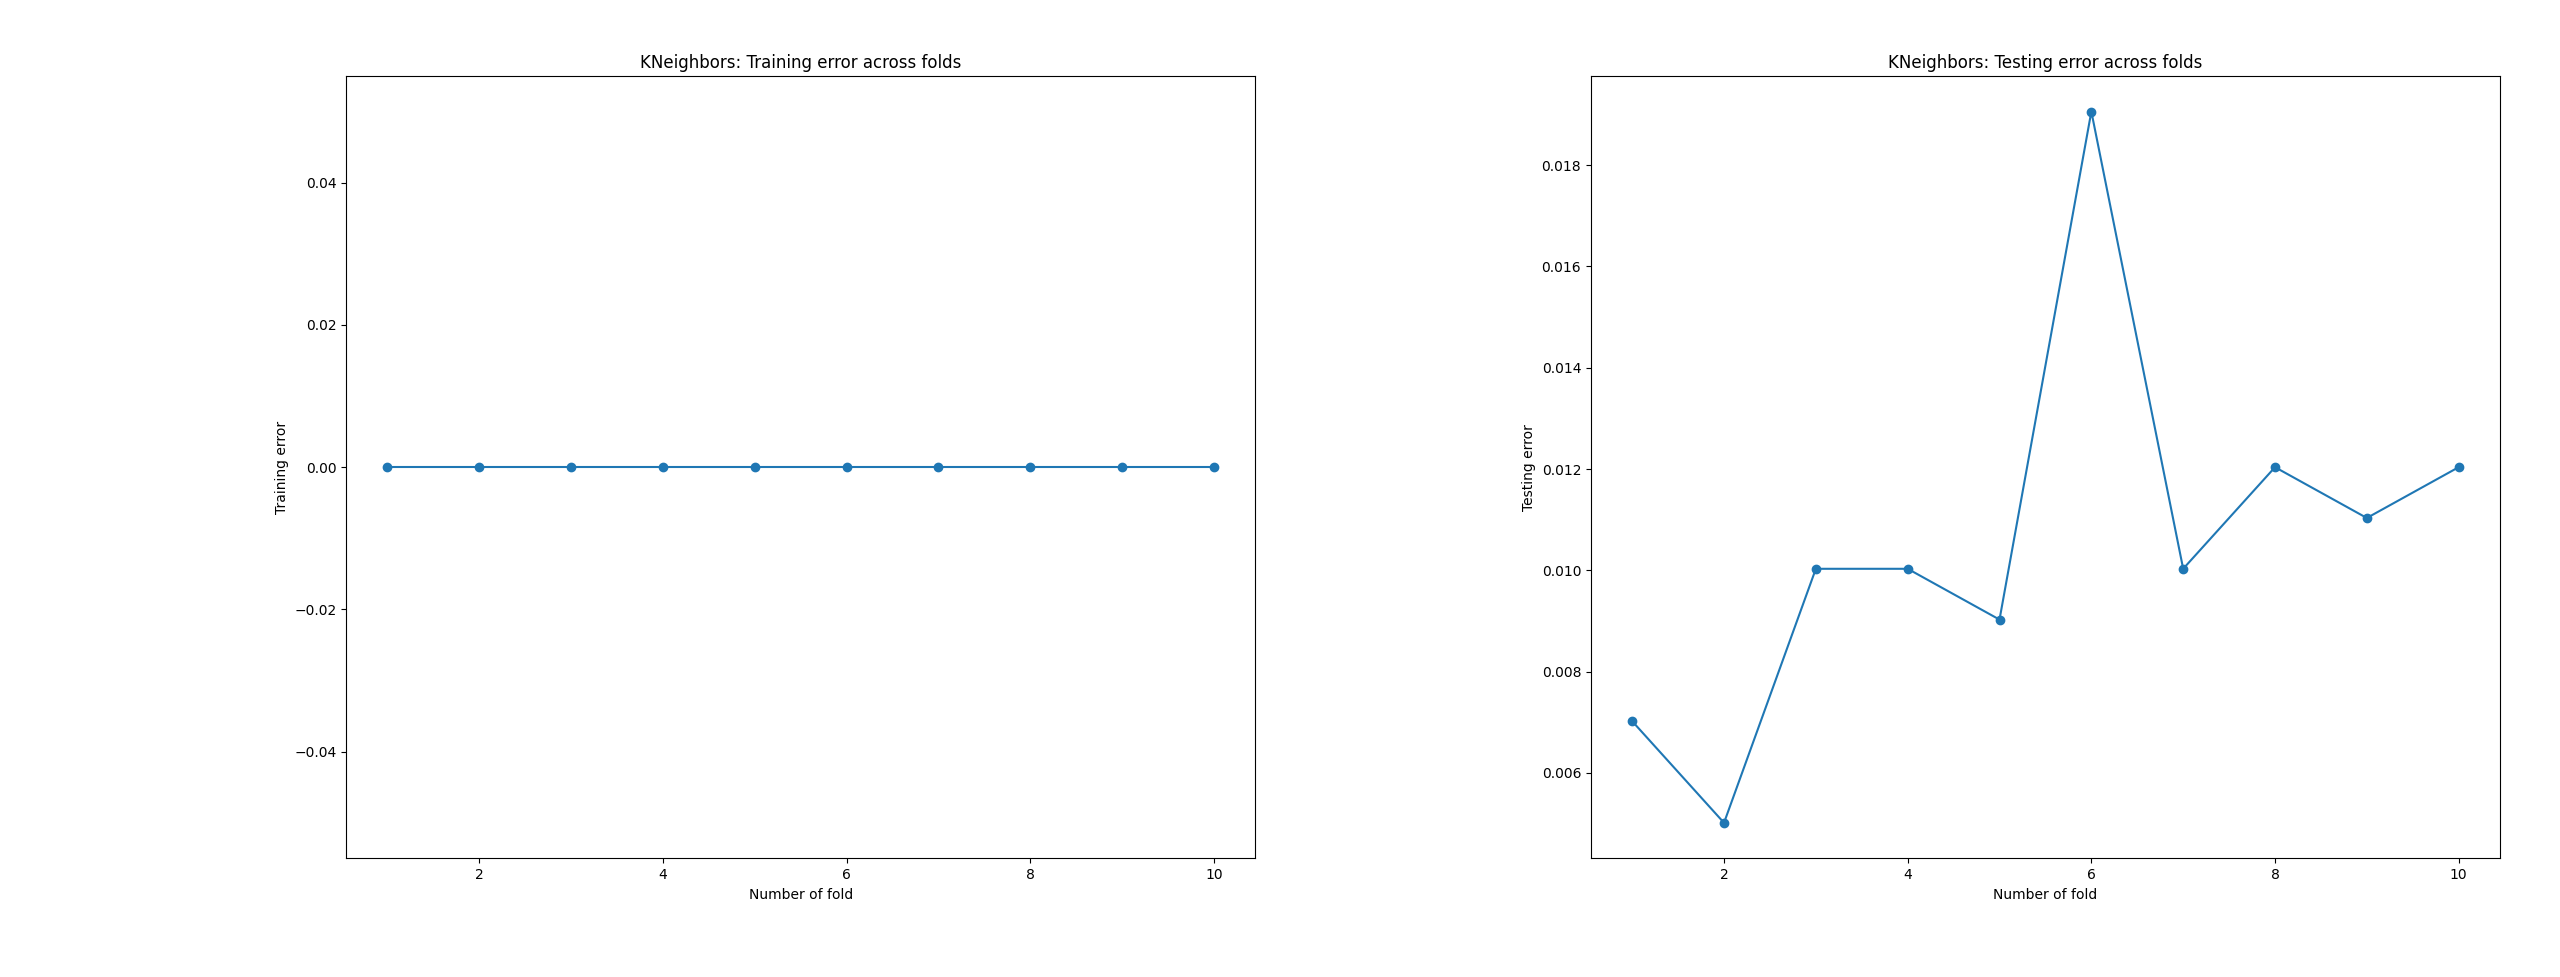 KNeighbors: Training error across folds
0.04
0.02
0.00
−0.02
−0.04
Training error
2 4 6 8 10
Number of fold
KNeighbors: Testing error across folds
0.018
0.016
0.014
0.012
0.010
0.008
0.006
Testing error
2 4 6 8 10
Number of fold